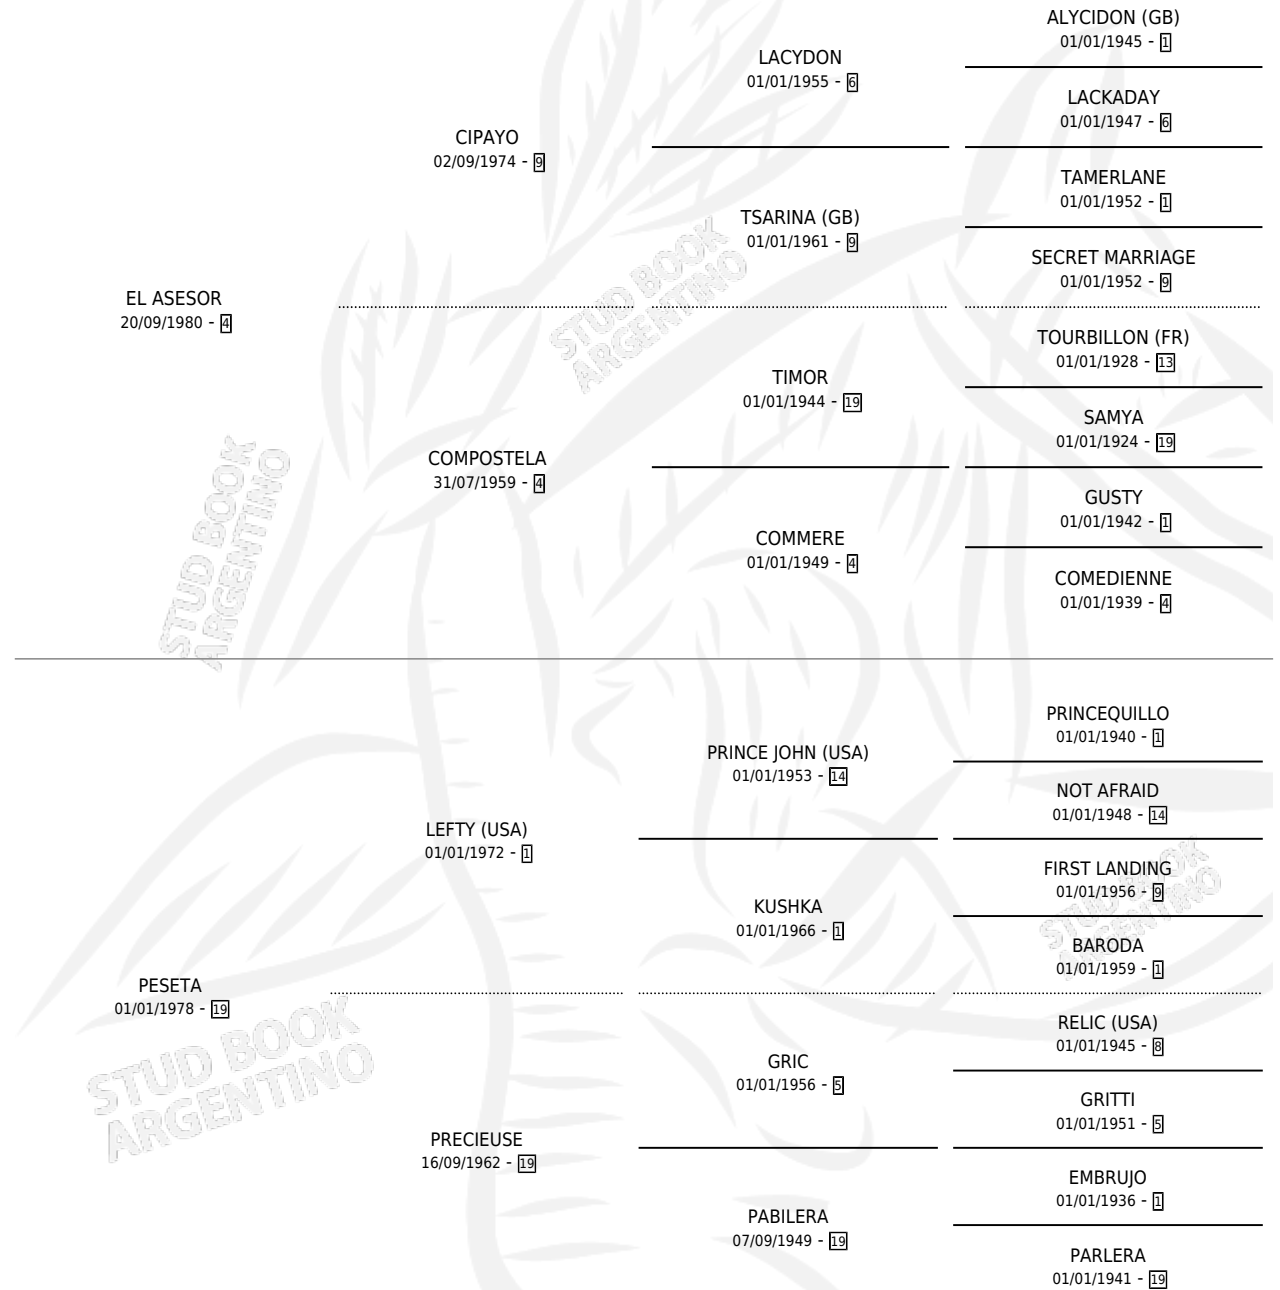 ALYCIDON (GB)
01/01/1945 - 1
LACYDON
01/01/1955 - 6
LACKADAY
01/01/1947 - 6
CIPAYO
02/09/1974 - 9
TAMERLANE
01/01/1952 - 1
TSARINA (GB)
01/01/1961 - 9
SECRET MARRIAGE
01/01/1952 - 9
EL ASESOR
20/09/1980 - 4
STUD BOOK
ARGENTINO
TOURBILLON (FR)
01/01/1928 - 13
TIMOR
01/01/1944 - 19
SAMYA
01/01/1924 - 19
COMPOSTELA
31/07/1959 - 4
GUSTY
01/01/1942 - 1
COMMERE
01/01/1949 - 4
COMEDIENNE
01/01/1939 - 4
STUD BOOK
ARGENTINO
PRINCEQUILLO
01/01/1940 - 1
PRINCE JOHN (USA)
01/01/1953 - 14
NOT AFRAID
01/01/1948 - 14
LEFTY (USA)
01/01/1972 - 1
FIRST LANDING
01/01/1956 - 9
KUSHKA
01/01/1966 - 1
BARODA
01/01/1959 - 1
STUD BOOK
ARGENTINO
PESETA
01/01/1978 - 19
STUD BOOK
ARGENTINO
RELIC (USA)
01/01/1945 - 8
GRIC
01/01/1956 - 5
GRITTI
01/01/1951 - 5
PRECIEUSE
16/09/1962 - 19
EMBRUJO
01/01/1936 - 1
PABILERA
07/09/1949 - 19
PARLERA
01/01/1941 - 19